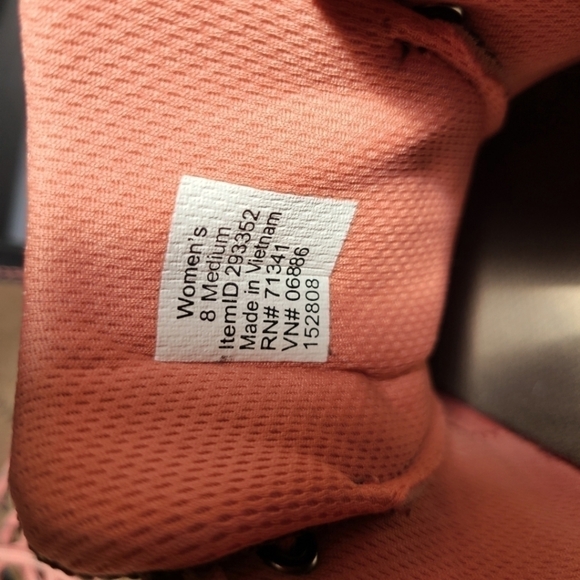 Women's
8 Medium
ItemID 293352
Made in Vietnam
RN# 71341
VN# 06886
152808